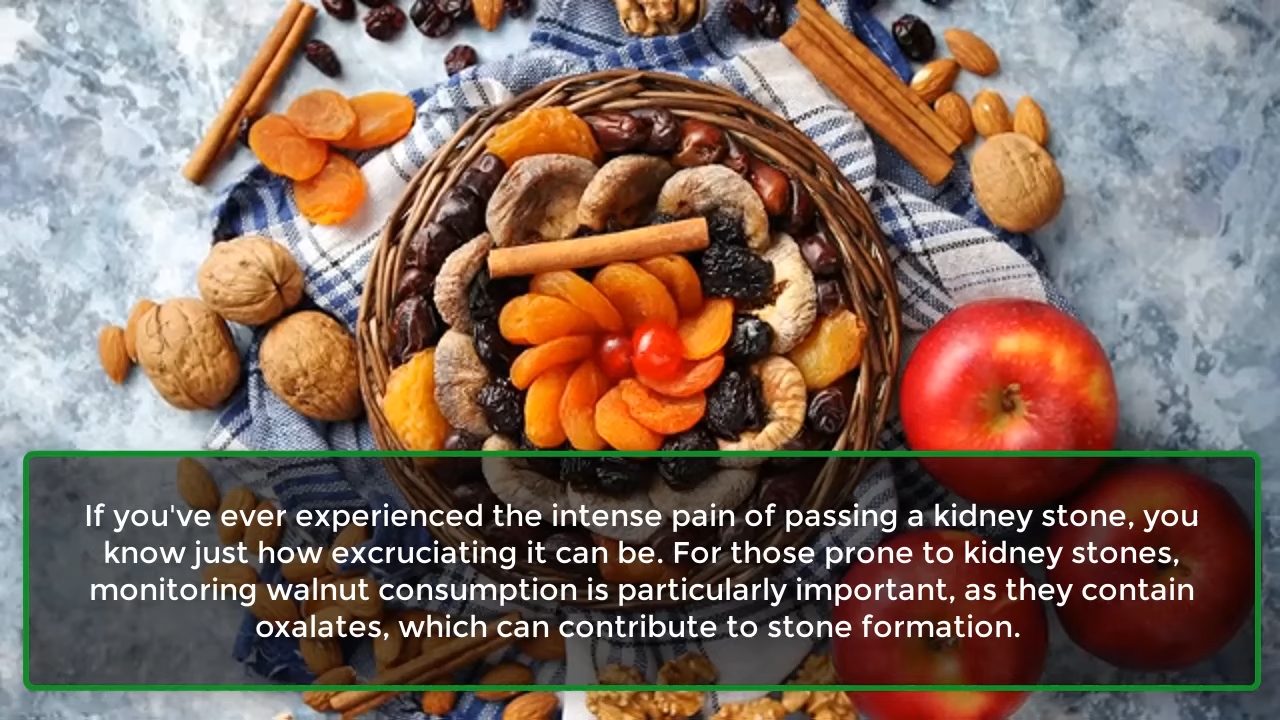 If you've ever experienced the intense pain of passing a kidney stone, you
know just how excruciating it can be. For those prone to kidney stones,
monitoring walnut consumption is particularly important, as they contain
oxalates, which can contribute to stone formation.